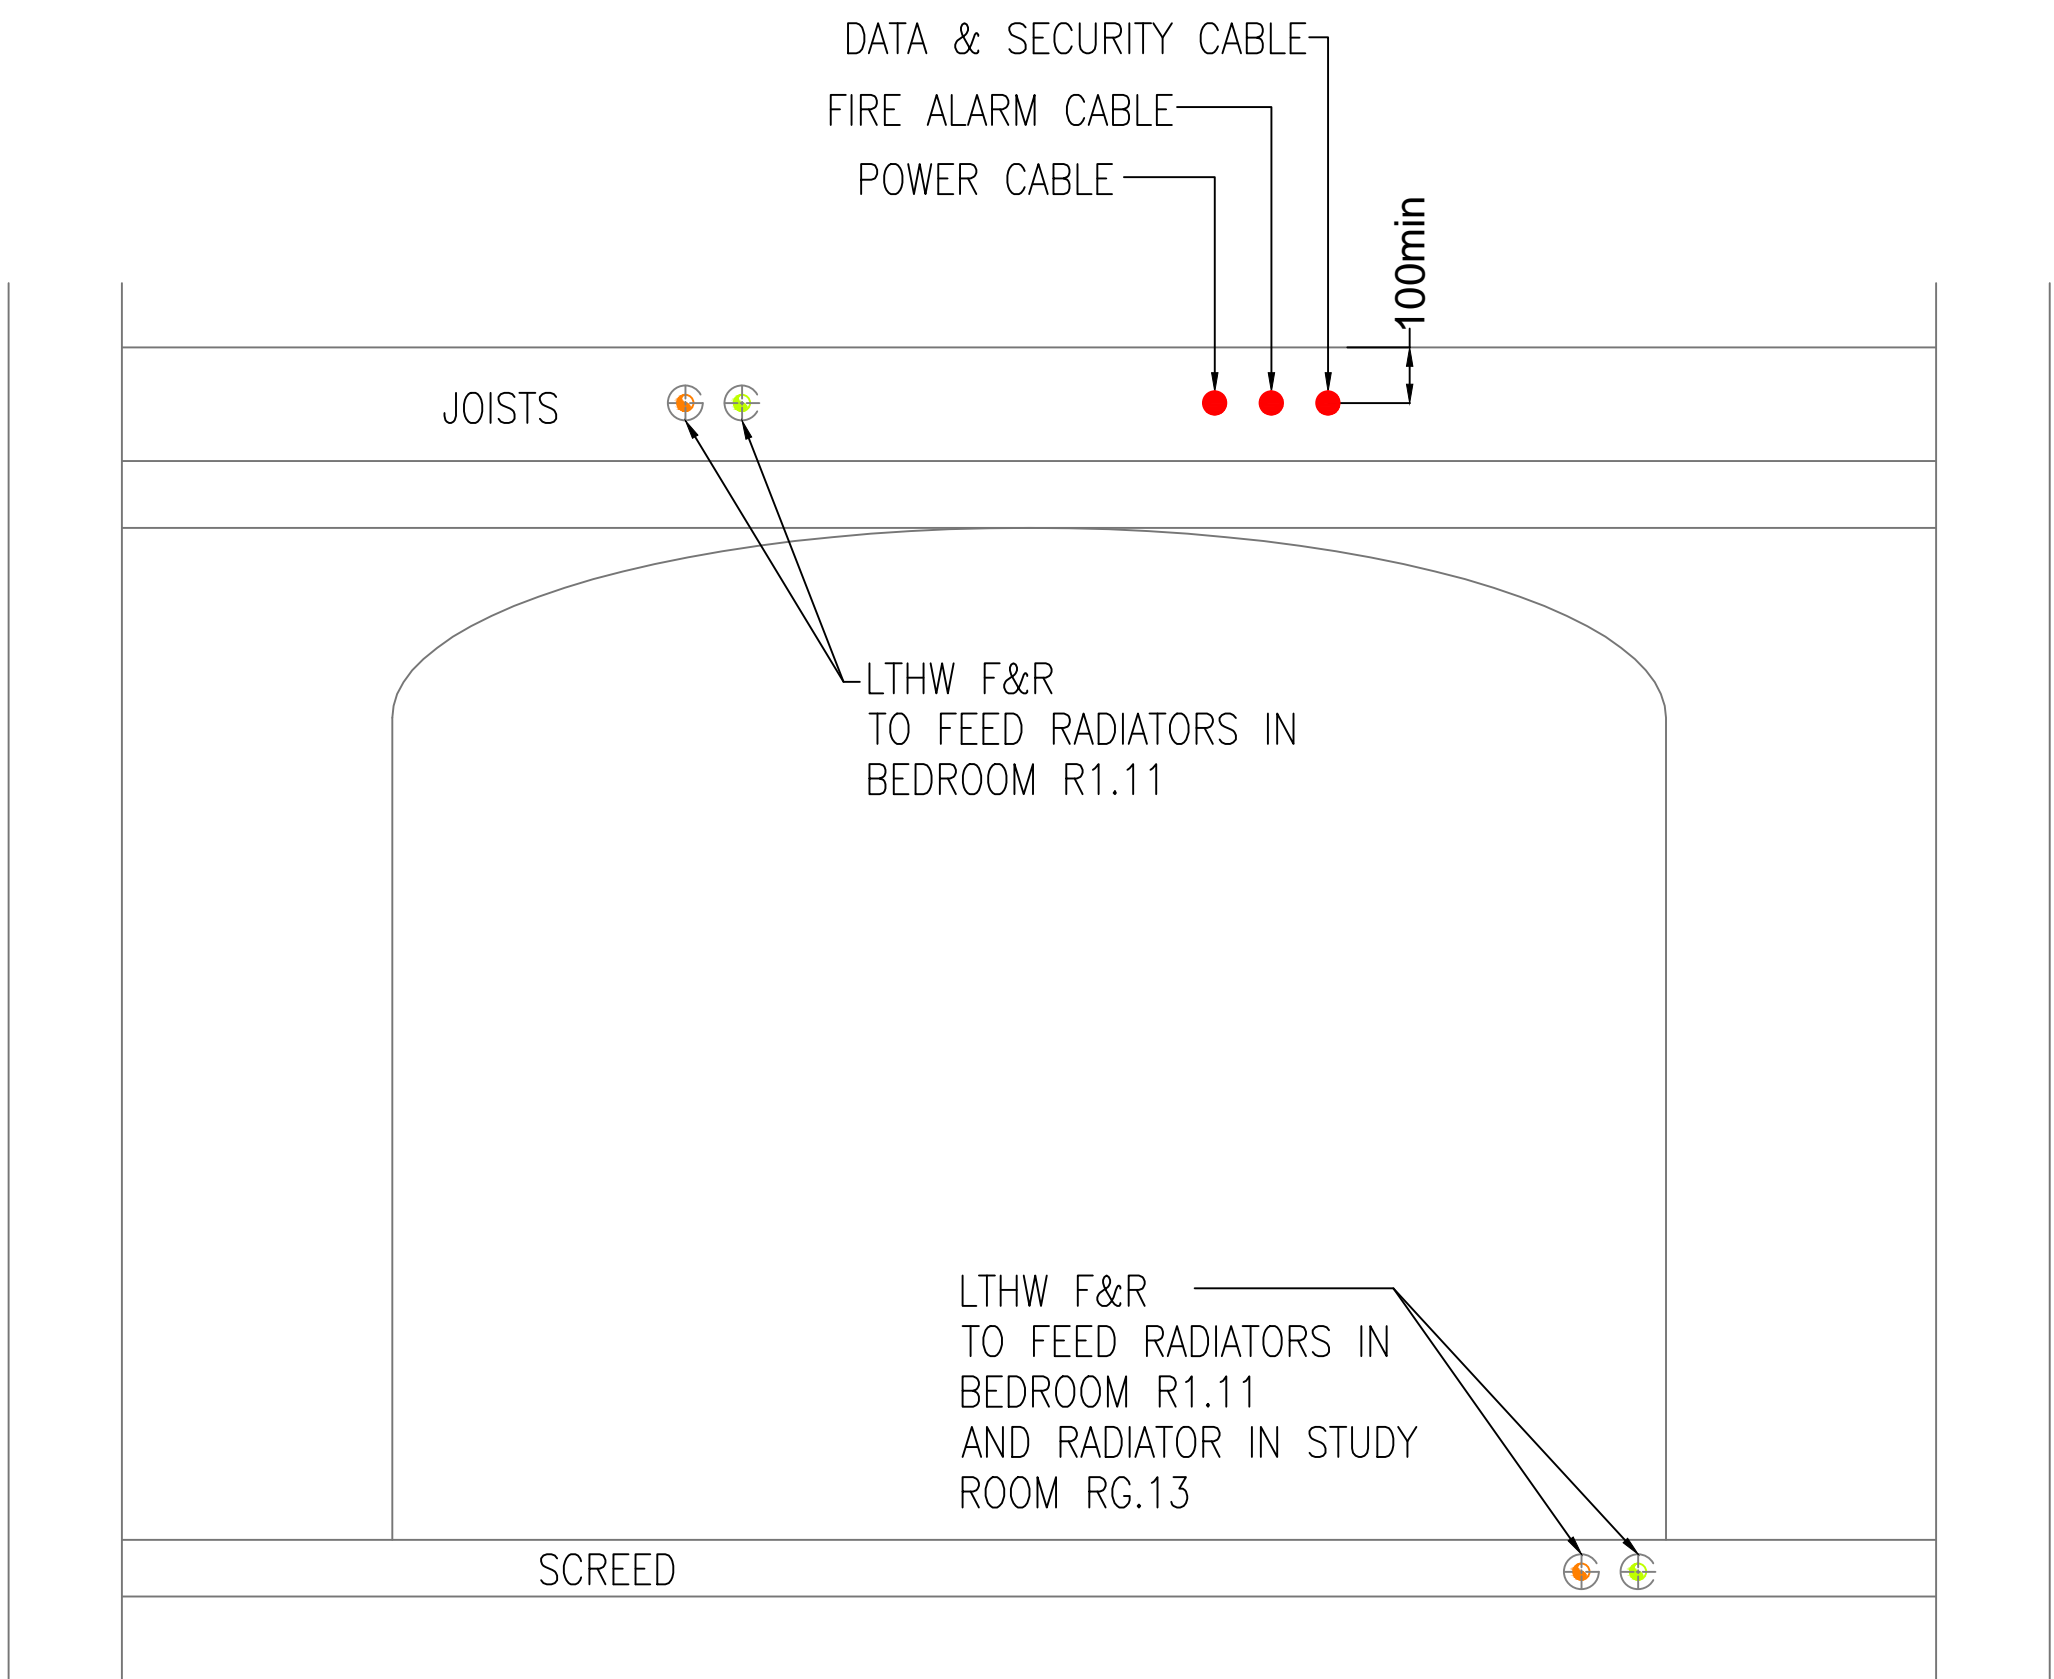 DATA & SECURITY CABLE
FIRE ALARM CABLE
POWER CABLE
100min
JOISTS
LTHW F&R
TO FEED RADIATORS IN
BEDROOM R1.11
LTHW F&R
TO FEED RADIATORS IN
BEDROOM R1.11
AND RADIATOR IN STUDY
ROOM RG.13
SCREED